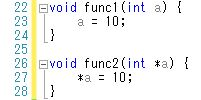 22 void func1(int a) {
23     a = 10;
24 }
25
26 void func2(int *a) {
27     *a = 10;
28 }